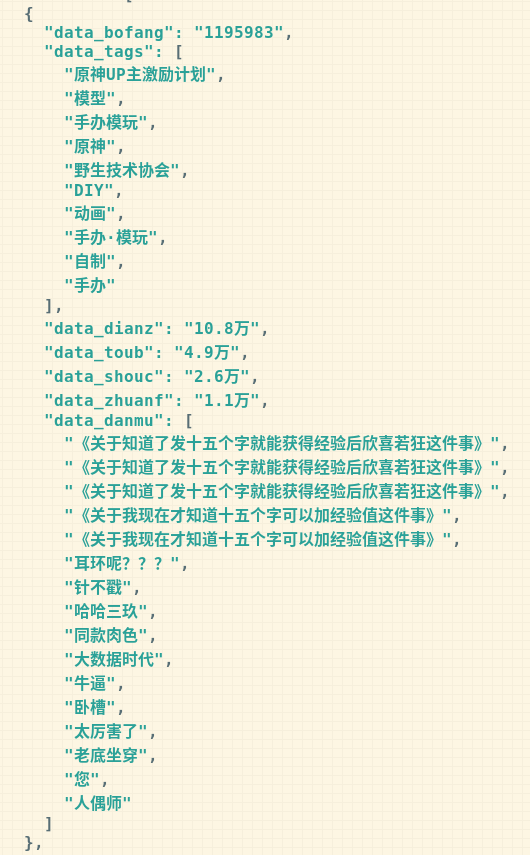 {
"data_bofang": "1195983",
"data_tags": [
"原神UP主激励计划",
"模型",
"手办模玩",
"原神",
"野生技术协会",
"DIY",
"动画",
"手办·模玩",
"自制",
"手办"
],
"data_dianz": "10.8万",
"data_toub": "4.9万",
"data_shouc": "2.6万",
"data_zhuanf": "1.1万",
"data_danmu": [
"《关于知道了发十五个字就能获得经验后欣喜若狂这件事》",
"《关于知道了发十五个字就能获得经验后欣喜若狂这件事》",
"《关于知道了发十五个字就能获得经验后欣喜若狂这件事》",
"《关于我现在才知道十五个字可以加经验值这件事》",
"《关于我现在才知道十五个字可以加经验值这件事》",
"耳环呢？？？",
"针不戳",
"哈哈三玖",
"同款肉色",
"大数据时代",
"牛逼",
"卧槽",
"太厉害了",
"老底坐穿",
"您",
"人偶师"
]
},